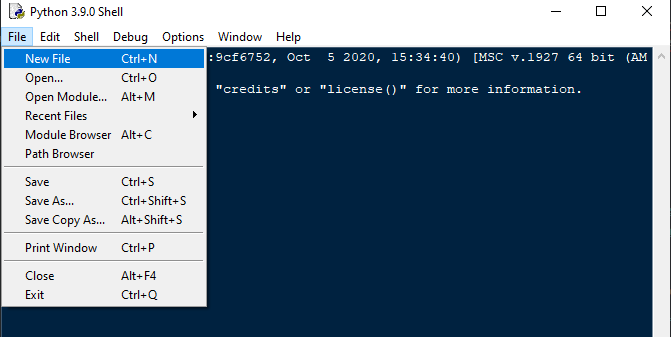 Python 3.9.0 Shell
File Edit Shell Debug Options Window Help
:9cf6752, Oct  5 2020, 15:34:40) [MSC v.1927 64 bit (AM
"credits" or "license()" for more information.
New File Ctrl+N
Open... Ctrl+O
Open Module... Alt+M
Recent Files
Module Browser Alt+C
Path Browser
Save Ctrl+S
Save As... Ctrl+Shift+S
Save Copy As... Alt+Shift+S
Print Window Ctrl+P
Close Alt+F4
Exit Ctrl+Q